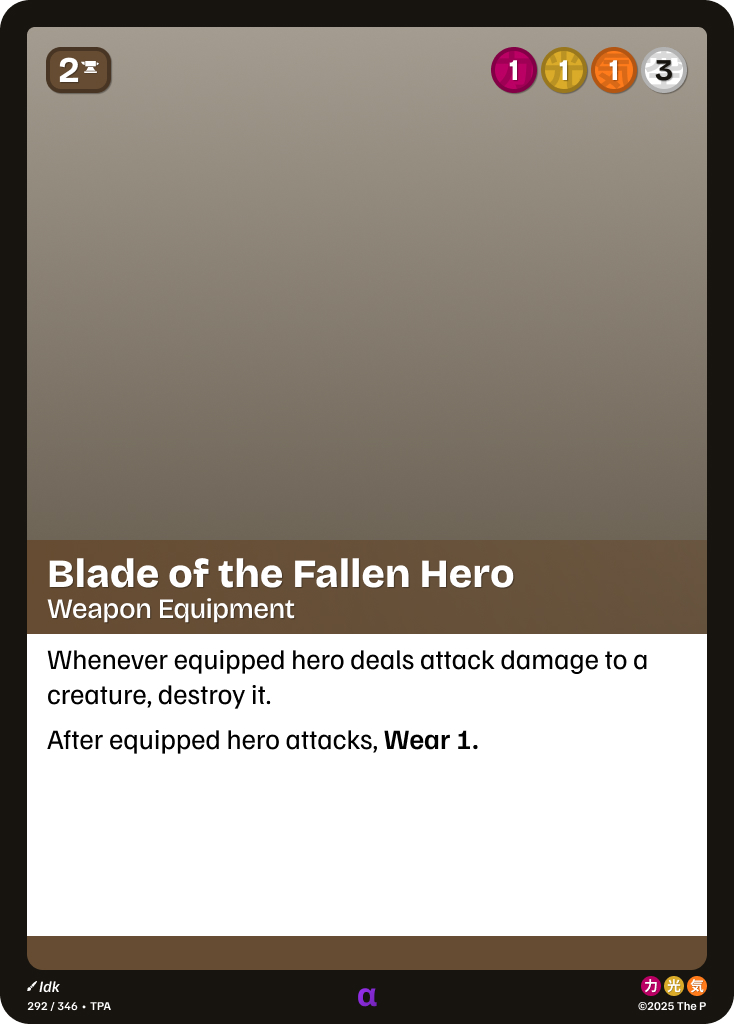 2
1 1 1 3
Blade of the Fallen Hero
Weapon Equipment
Whenever equipped hero deals attack damage to a
creature, destroy it.
After equipped hero attacks, Wear 1.
Idk
292 / 346 • TPA
α
力 光 気
©2025 The P